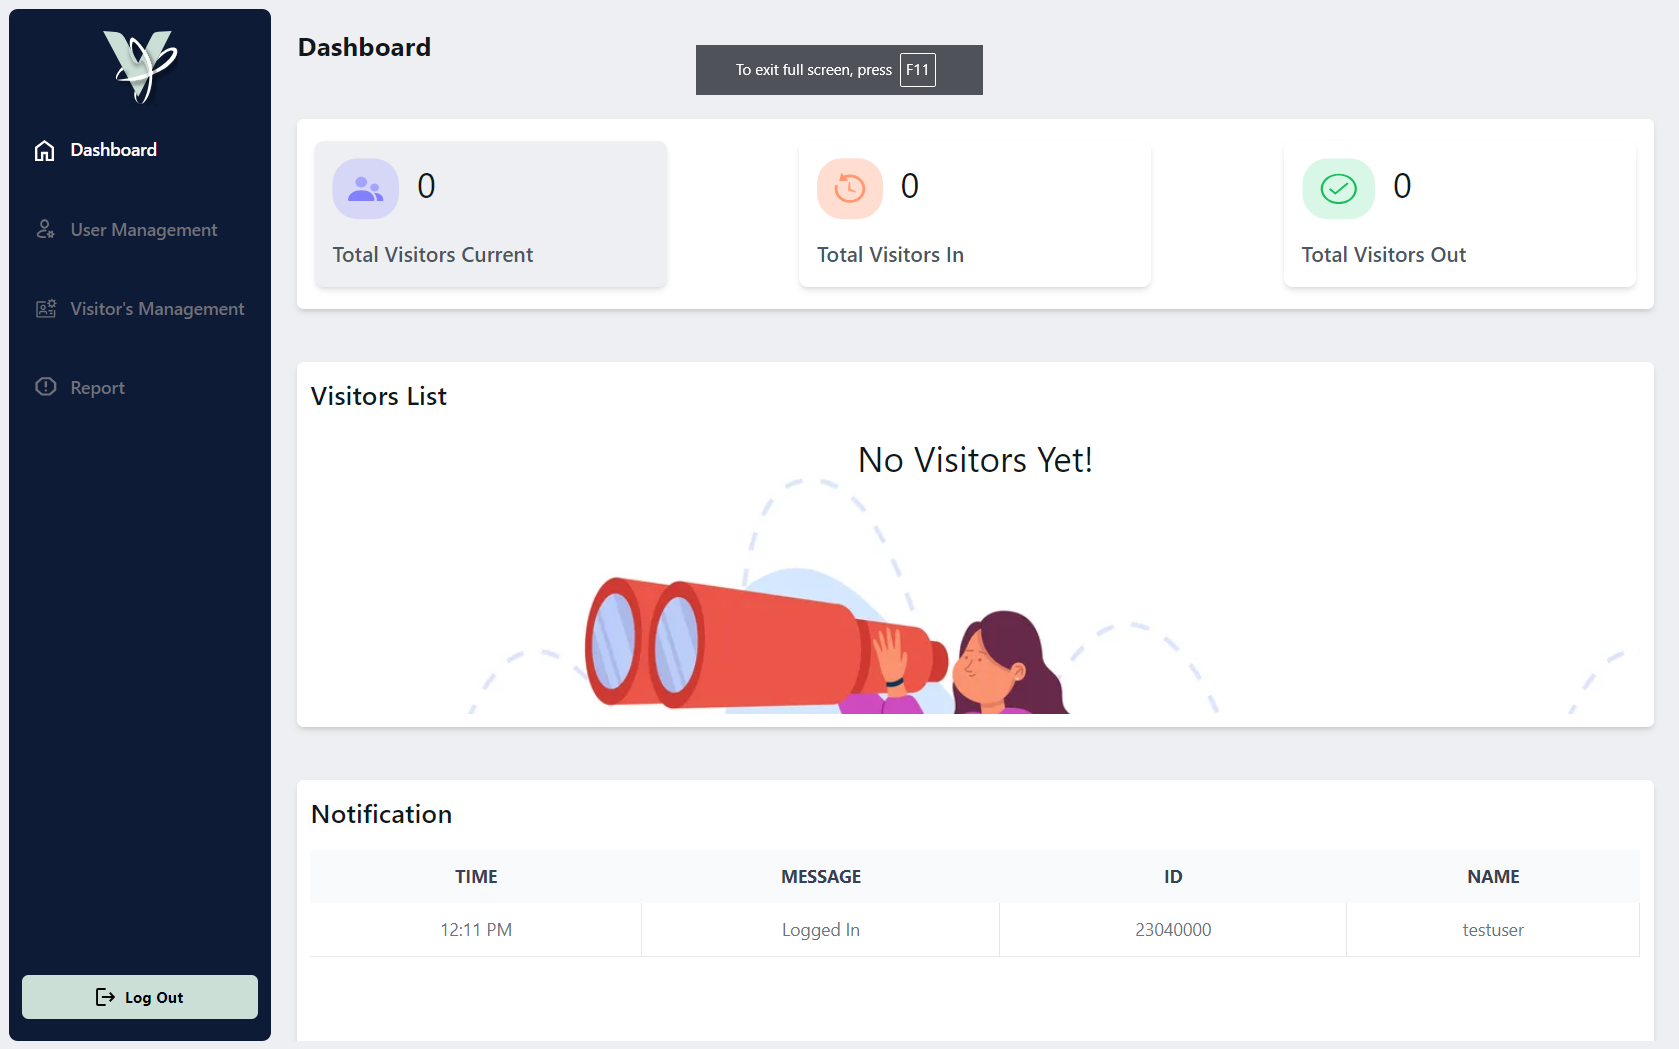 Dashboard
User Management
Visitor's Management
Report
Log Out
Dashboard
To exit full screen, press F11
0
Total Visitors Current
0
Total Visitors In
0
Total Visitors Out
Visitors List
No Visitors Yet!
Notification
TIME MESSAGE ID NAME
12:11 PM Logged In 23040000 testuser